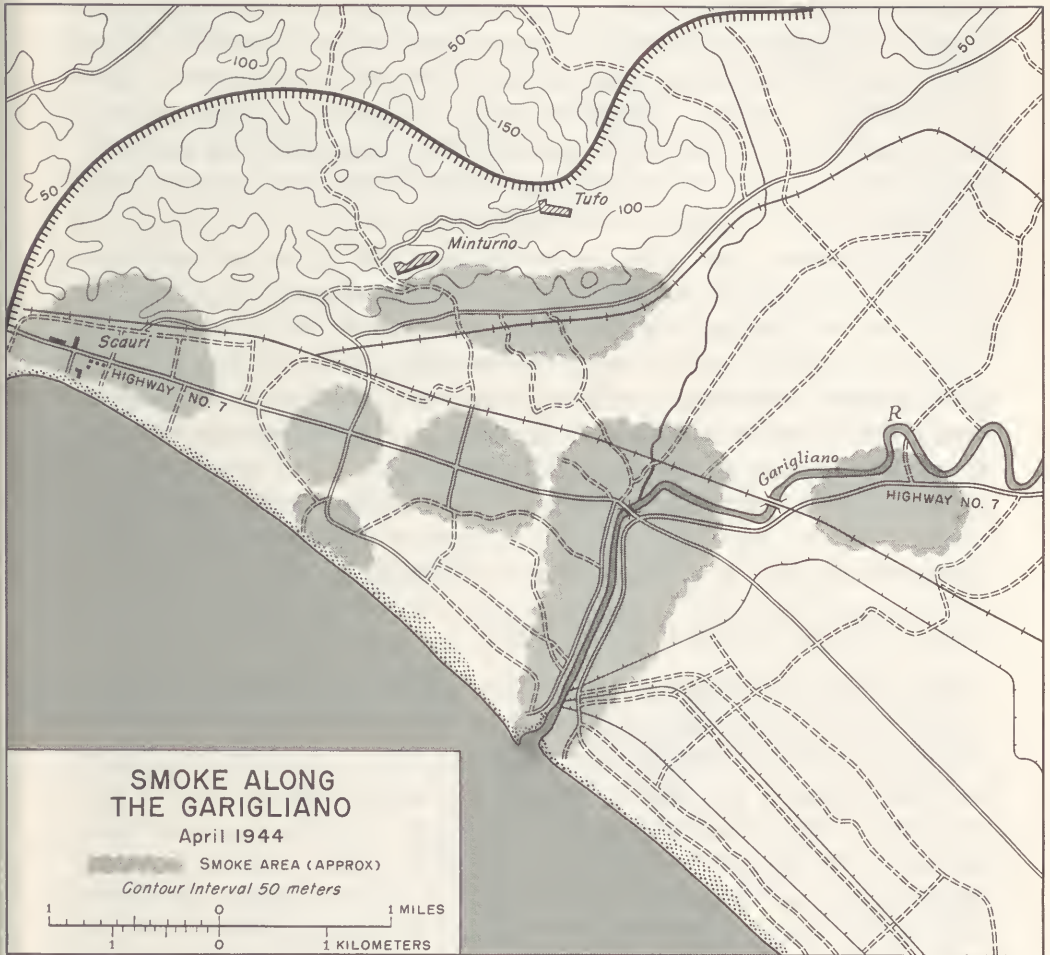 50
100
50
50
150
Tufo
100
Minturno
50
Scauri
HIGHWAY NO. 7
R
Garigliano
HIGHWAY NO. 7
SMOKE ALONG
THE GARIGLIANO
April 1944
SMOKE AREA (APPROX)
Contour Interval 50 meters
1 0 1 MILES
1 0 1 KILOMETERS